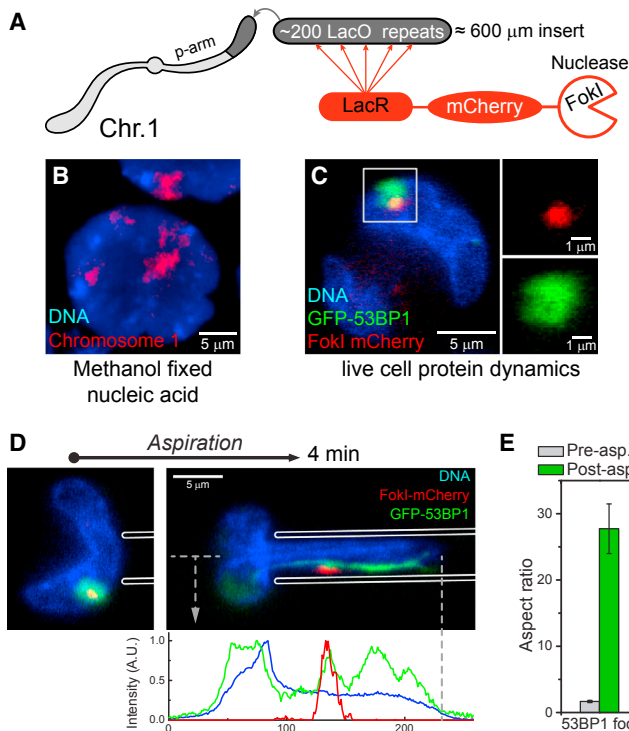 A
p-arm
Chr.1
~200 LacO repeats
≈ 600 μm insert
Nuclease
LacR
mCherry
FokI
B
DNA
Chromosome 1
5 μm
Methanol fixed
nucleic acid
C
DNA
GFP-53BP1
FokI mCherry
5 μm
1 μm
1 μm
live cell protein dynamics
D
Aspiration
4 min
5 μm
DNA
FokI-mCherry
GFP-53BP1
Intensity (A.U.)
1.0
0.5
0.0
0
100
200
E
Pre-asp.
Post-asp
Aspect ratio
30
20
10
0
53BP1 foc